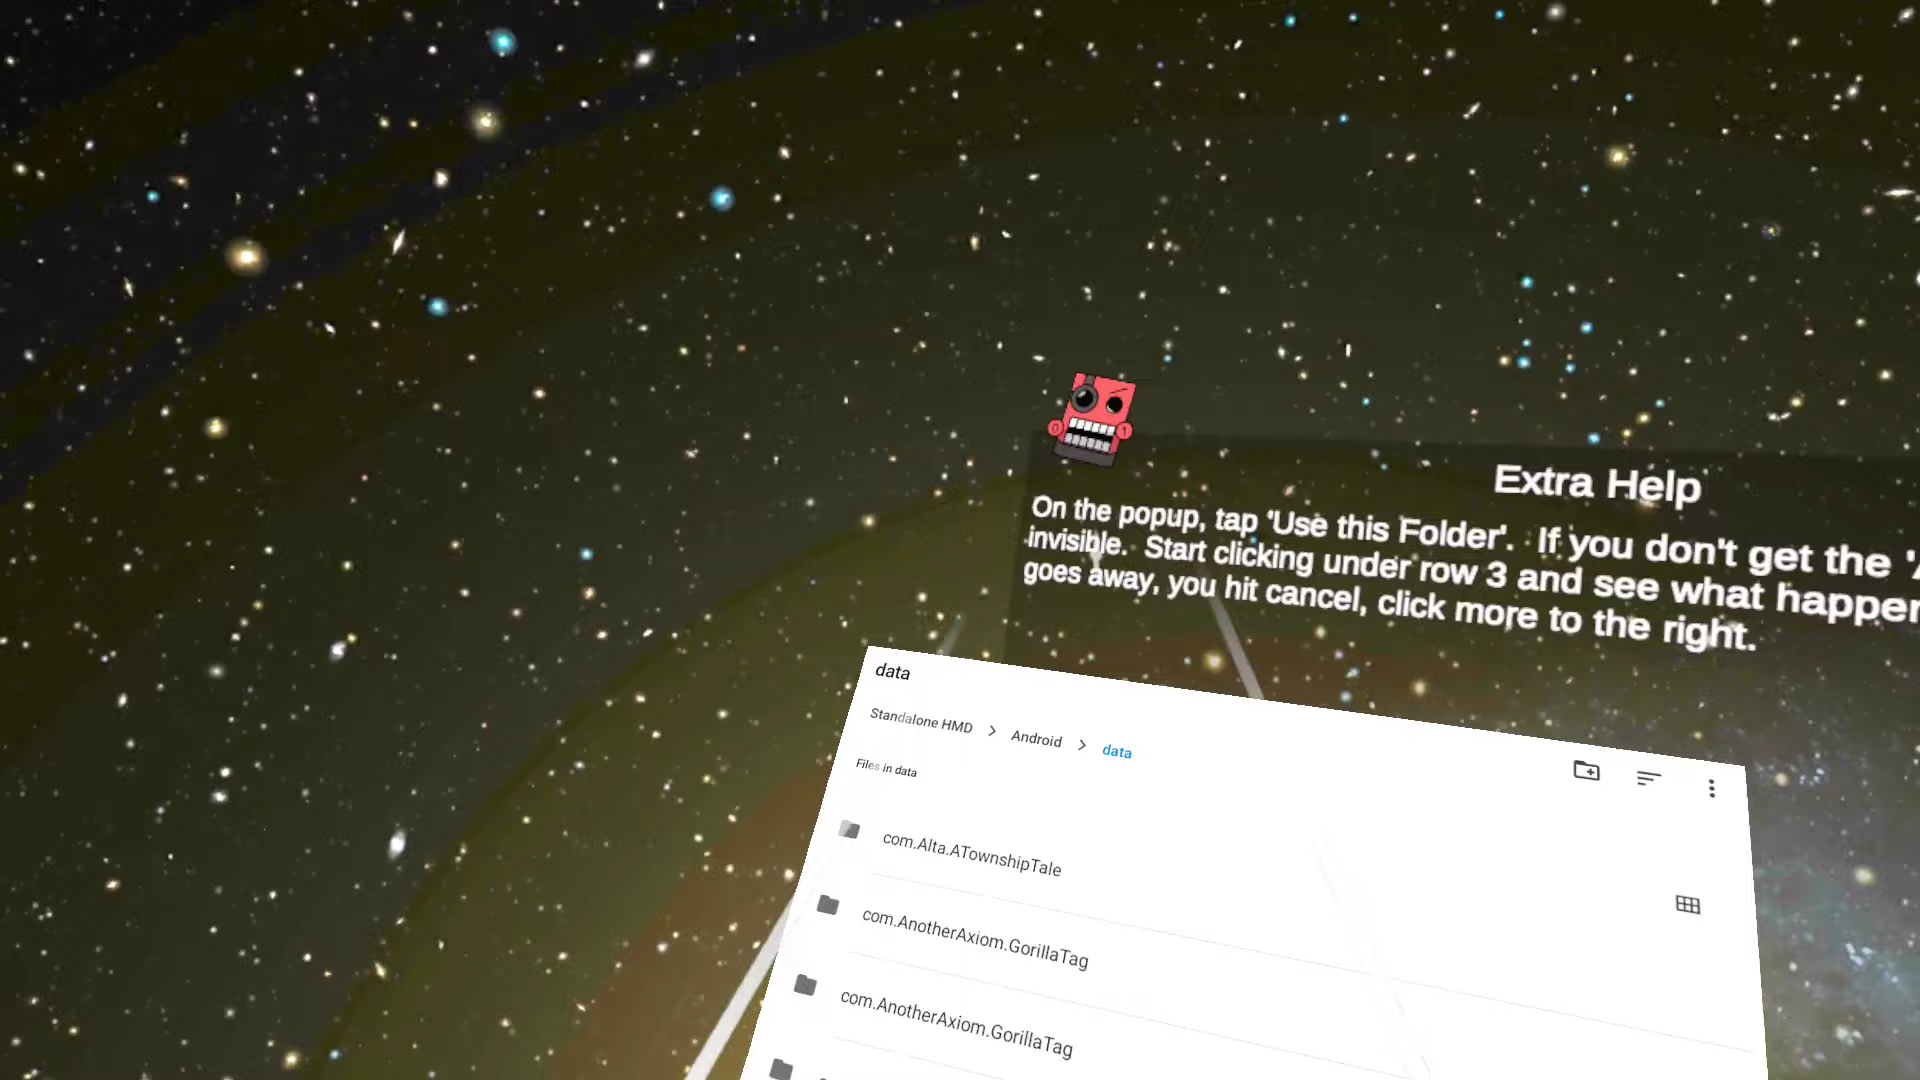 Extra Help
On the popup, tap 'Use this Folder'. If you don't get the
invisible. Start clicking under row 3 and see what
goes away, you hit cancel, click more to the right.
data
Standalone HMD > Android > data
Files in data
com.Alta.ATownshipTale
com.AnotherAxiom.GorillaTag
com.AnotherAxiom.GorillaTag